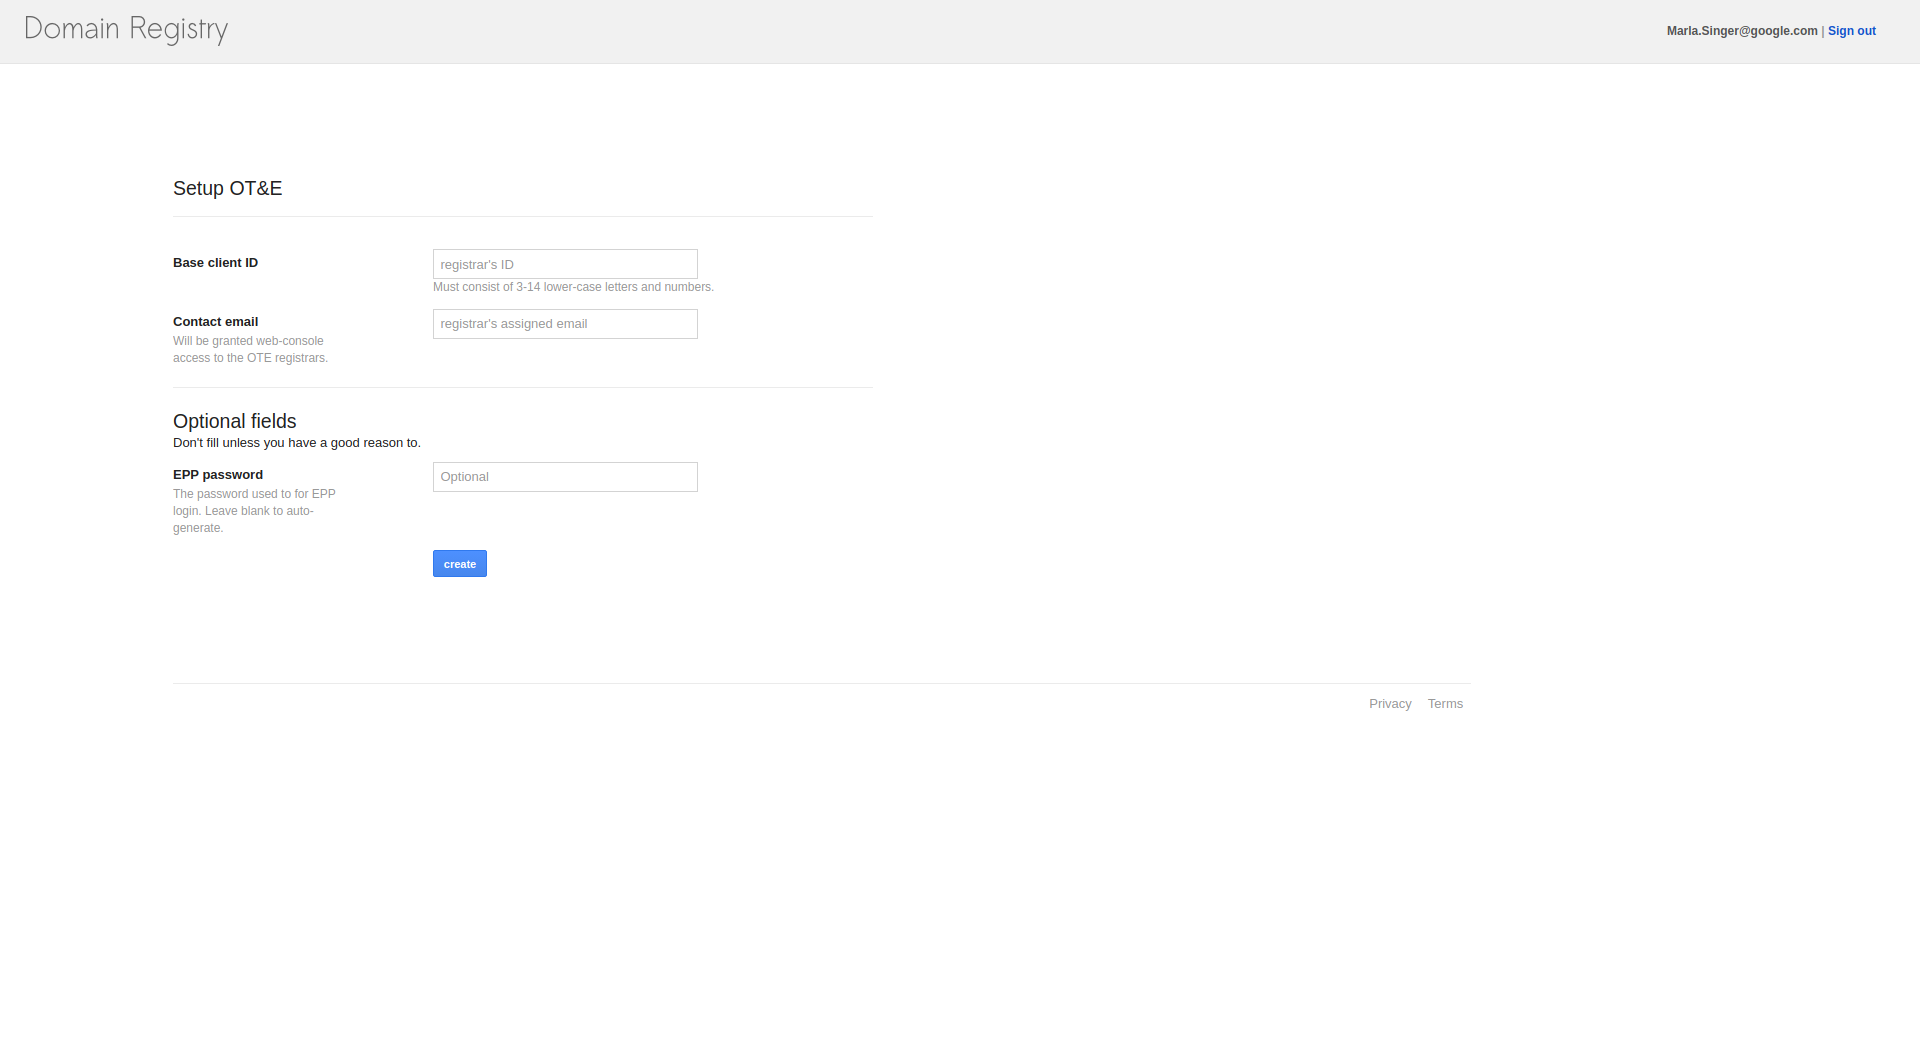 Domain Registry
Marla.Singer@google.com | Sign out
Setup OT&E
Base client ID
registrar's ID
Must consist of 3-14 lower-case letters and numbers.
Contact email
registrar's assigned email
Will be granted web-console
access to the OTE registrars.
Optional fields
Don't fill unless you have a good reason to.
EPP password
Optional
The password used to for EPP
login. Leave blank to auto-
generate.
create
Privacy Terms